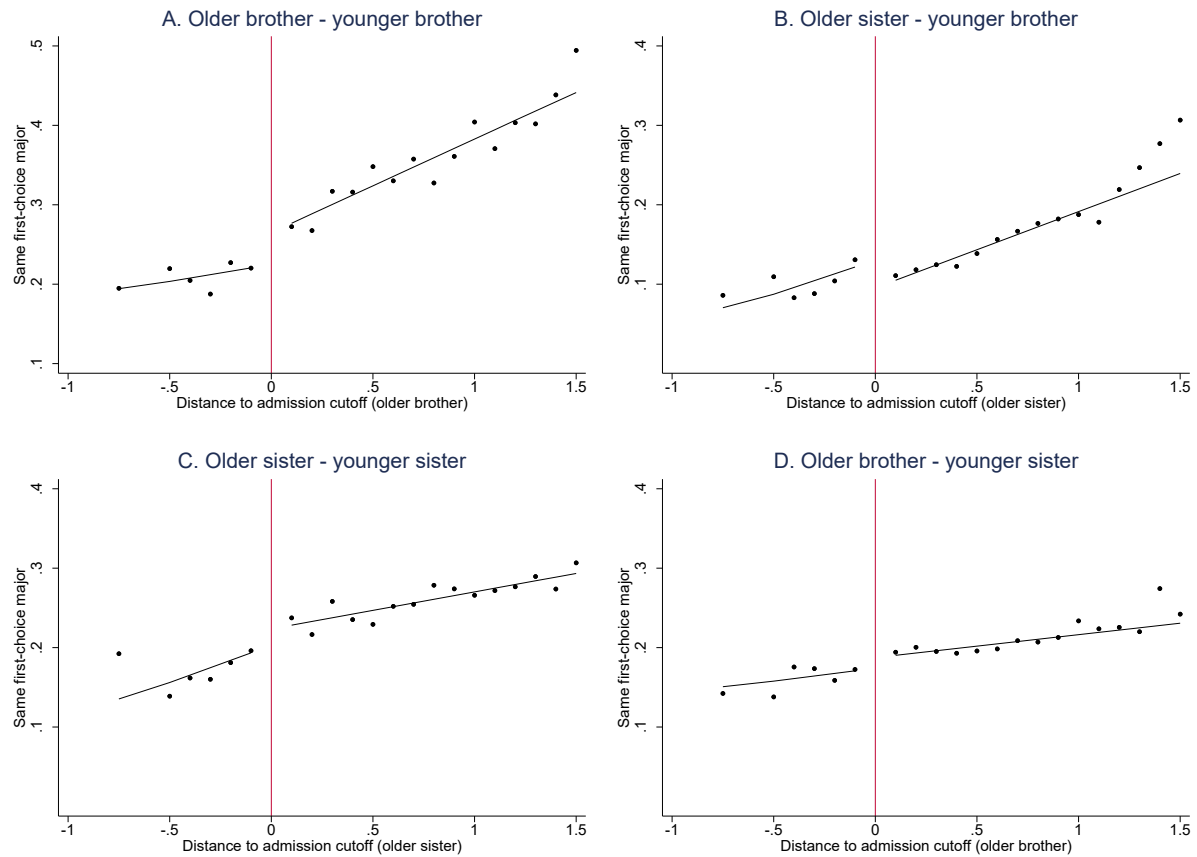 A. Older brother - younger brother
Same first-choice major
.5
.4
.3
.2
.1
-1 -.5 0 .5 1 1.5
Distance to admission cutoff (older brother)
B. Older sister - younger brother
Same first-choice major
.4
.3
.2
.1
-1 -.5 0 .5 1 1.5
Distance to admission cutoff (older sister)
C. Older sister - younger sister
Same first-choice major
.4
.3
.2
.1
-1 -.5 0 .5 1 1.5
Distance to admission cutoff (older sister)
D. Older brother - younger sister
Same first-choice major
.4
.3
.2
.1
-1 -.5 0 .5 1 1.5
Distance to admission cutoff (older brother)